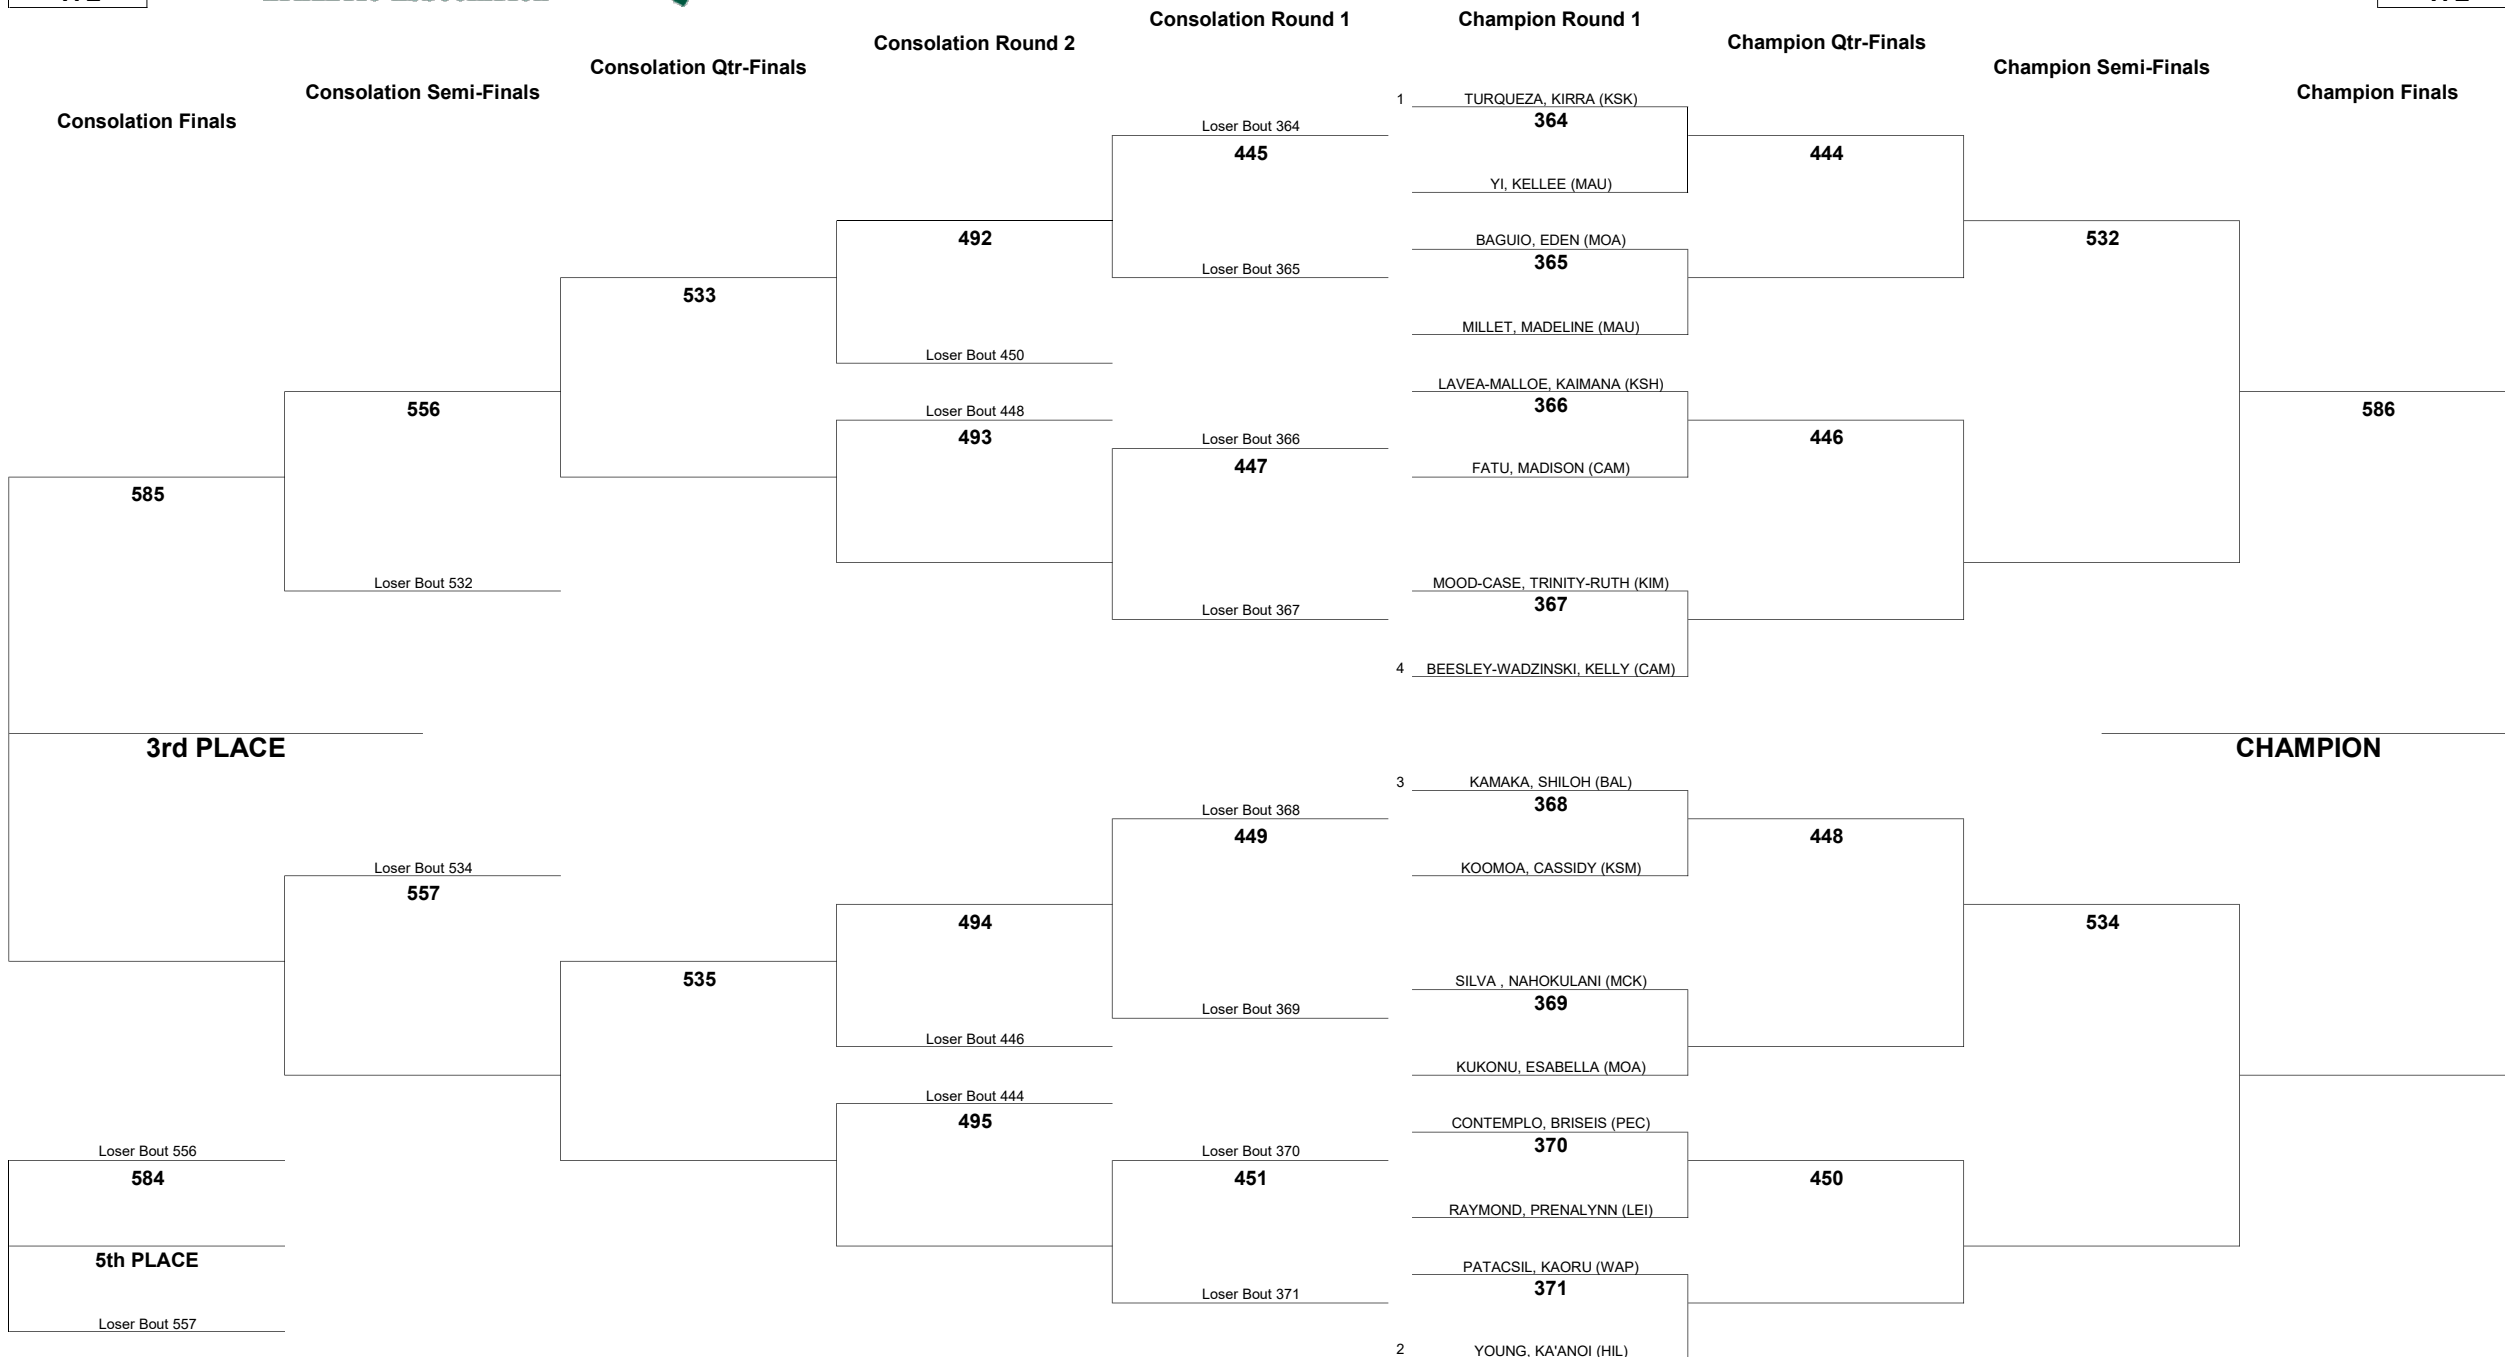 Consolation Round 1
Champion Round 1
Consolation Round 2
Champion Qtr-Finals
Consolation Qtr-Finals
Champion Semi-Finals
Consolation Semi-Finals
Champion Finals
Consolation Finals
1 TURQUEZA, KIRRA (KSK)
364
Loser Bout 364
445
444
YI, KELLEE (MAU)
492
BAGUIO, EDEN (MOA)
532
365
Loser Bout 365
533
MILLET, MADELINE (MAU)
Loser Bout 450
LAVEA-MALLOE, KAIMANA (KSH)
366
556
Loser Bout 448
586
493
Loser Bout 366
446
447
FATU, MADISON (CAM)
585
Loser Bout 532
MOOD-CASE, TRINITY-RUTH (KIM)
367
Loser Bout 367
4 BEESLEY-WADZINSKI, KELLY (CAM)
3rd PLACE
CHAMPION
3 KAMAKA, SHILOH (BAL)
368
Loser Bout 368
449
448
Loser Bout 534
KOOMOA, CASSIDY (KSM)
557
494
534
535
SILVA , NAHOKULANI (MCK)
369
Loser Bout 369
Loser Bout 446
KUKONU, ESABELLA (MOA)
Loser Bout 444
495
CONTEMPLO, BRISEIS (PEC)
370
Loser Bout 556
Loser Bout 370
584
451
450
RAYMOND, PRENALYNN (LEI)
5th PLACE
PATACSIL, KAORU (WAP)
371
Loser Bout 371
Loser Bout 557
2 YOUNG, KA'ANOI (HIL)